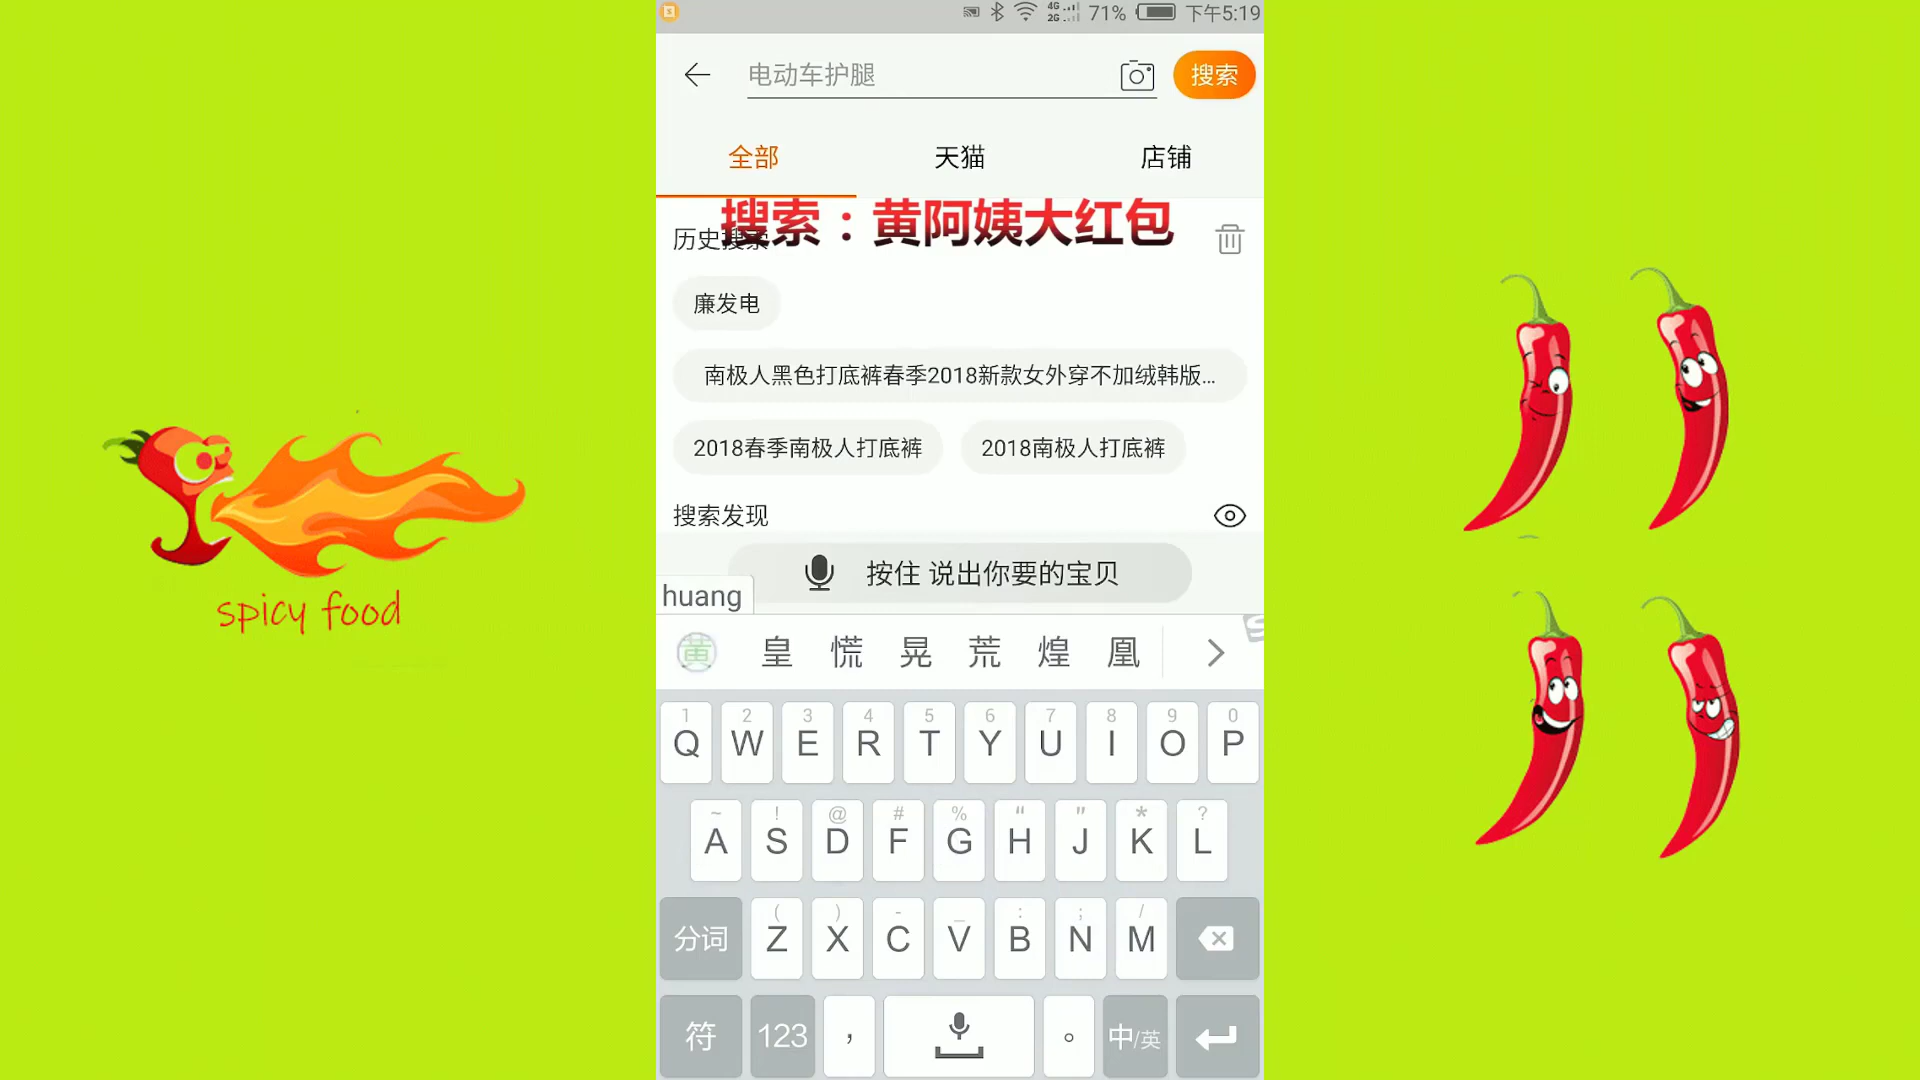 4G
2G
71%
下午5:19
电动车护腿
搜索
全部 天猫 店铺
搜索：黄阿姨大红包
历史搜索
廉发电
南极人黑色打底裤春季2018新款女外穿不加绒韩版...
2018春季南极人打底裤 2018南极人打底裤
搜索发现
按住 说出你要的宝贝
huang
黄 皇 慌 晃 荒 煌 凰
1 2 3 4 5 6 7 8 9 0
Q W E R T Y U I O P
~ ! @ # % “ ” * ?
A S D F G H J K L
( ) - _ : ; /
分词 Z X C V B N M
符 123 ， 。 中/英
spicy food